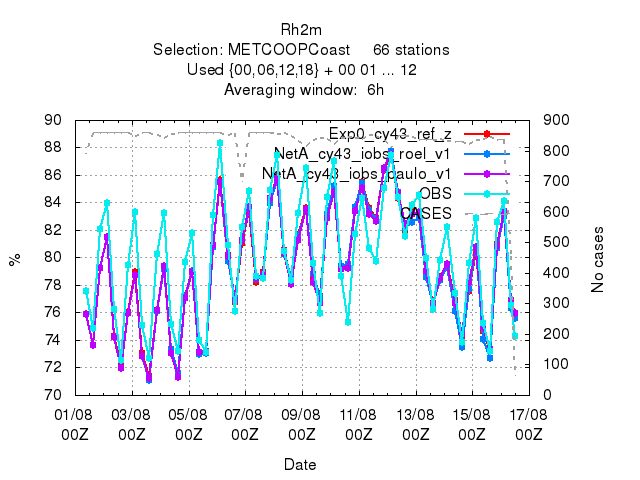 Rh2m
Selection: METCOOPCoast 66 stations
Used {00,06,12,18} + 00 01 ... 12
Averaging window: 6h
90 900
88 800
86 700
84 600
82 500
80 400
78 300
76 200
74 100
72 0
70
Exp0_cy43_ref_z
NetA_cy43_iobs_roel_v1
NetA_cy43_iobs_paulo_v1
OBS
CASES
%
No cases
01/08 03/08 05/08 07/08 09/08 11/08 13/08 15/08 17/08
00Z 00Z 00Z 00Z 00Z 00Z 00Z 00Z 00Z
Date